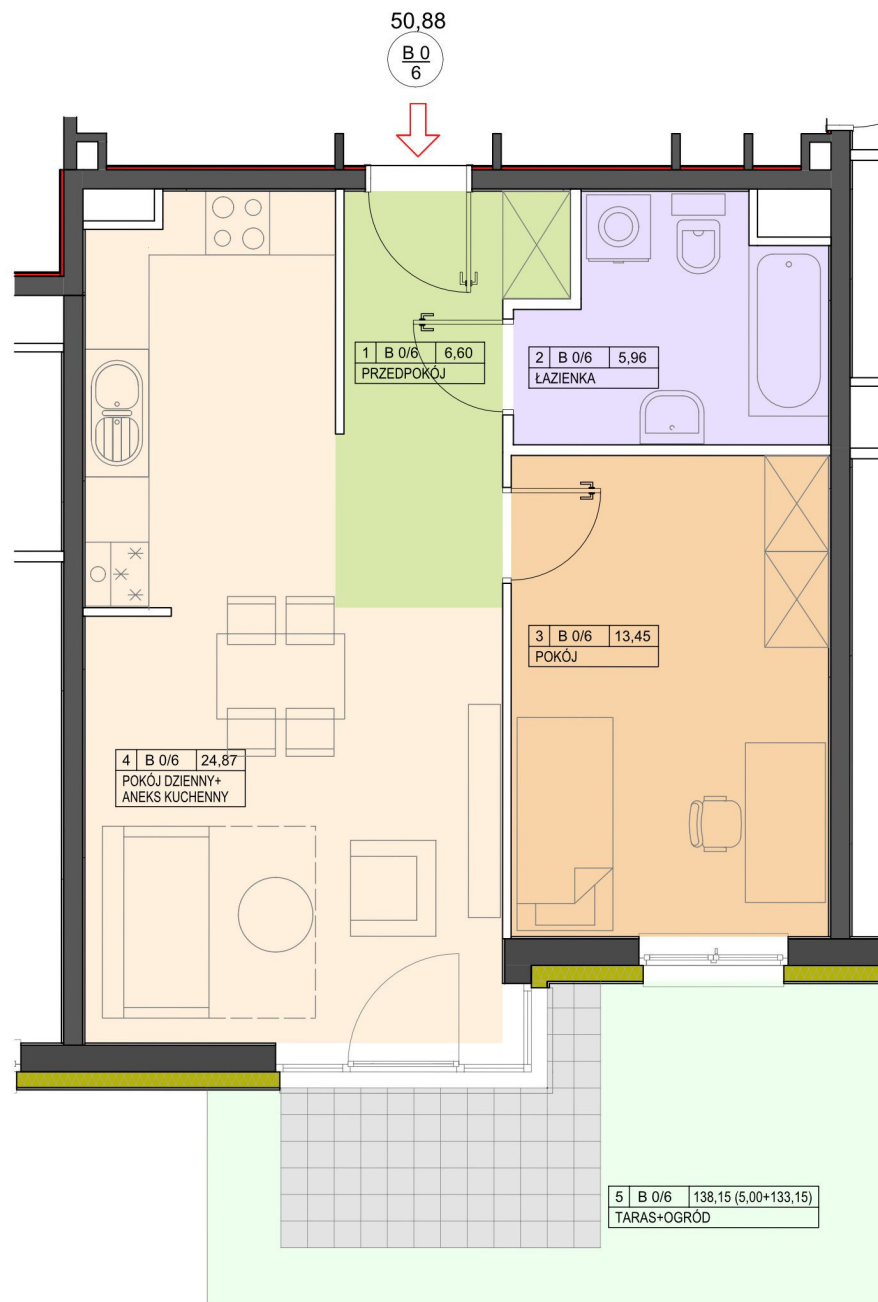 50,88
B 0
6
1 B 0/6 6,60
PRZEDPOKÓJ
2 B 0/6 5,96
ŁAZIENKA
3 B 0/6 13,45
POKÓJ
4 B 0/6 24,87
POKÓJ DZIENNY+
ANEKS KUCHENNY
5 B 0/6 138,15 (5,00+133,15)
TARAS+OGRÓD